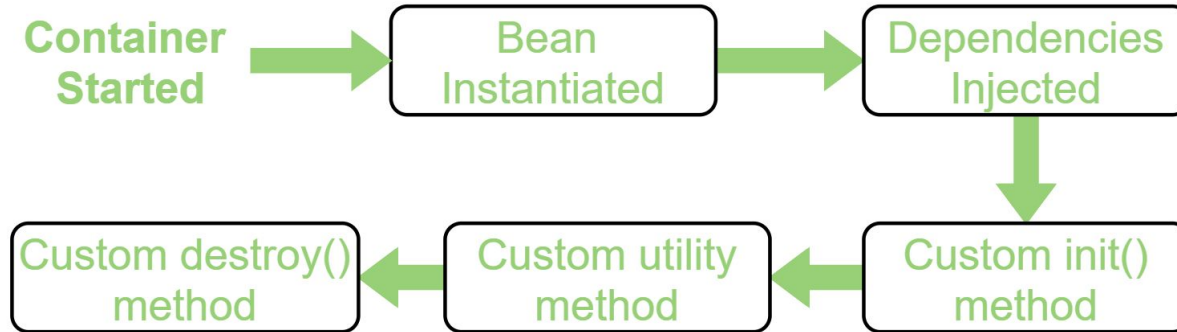 Container
Started
Bean
Instantiated
Dependencies
Injected
Custom init()
method
Custom utility
method
Custom destroy()
method